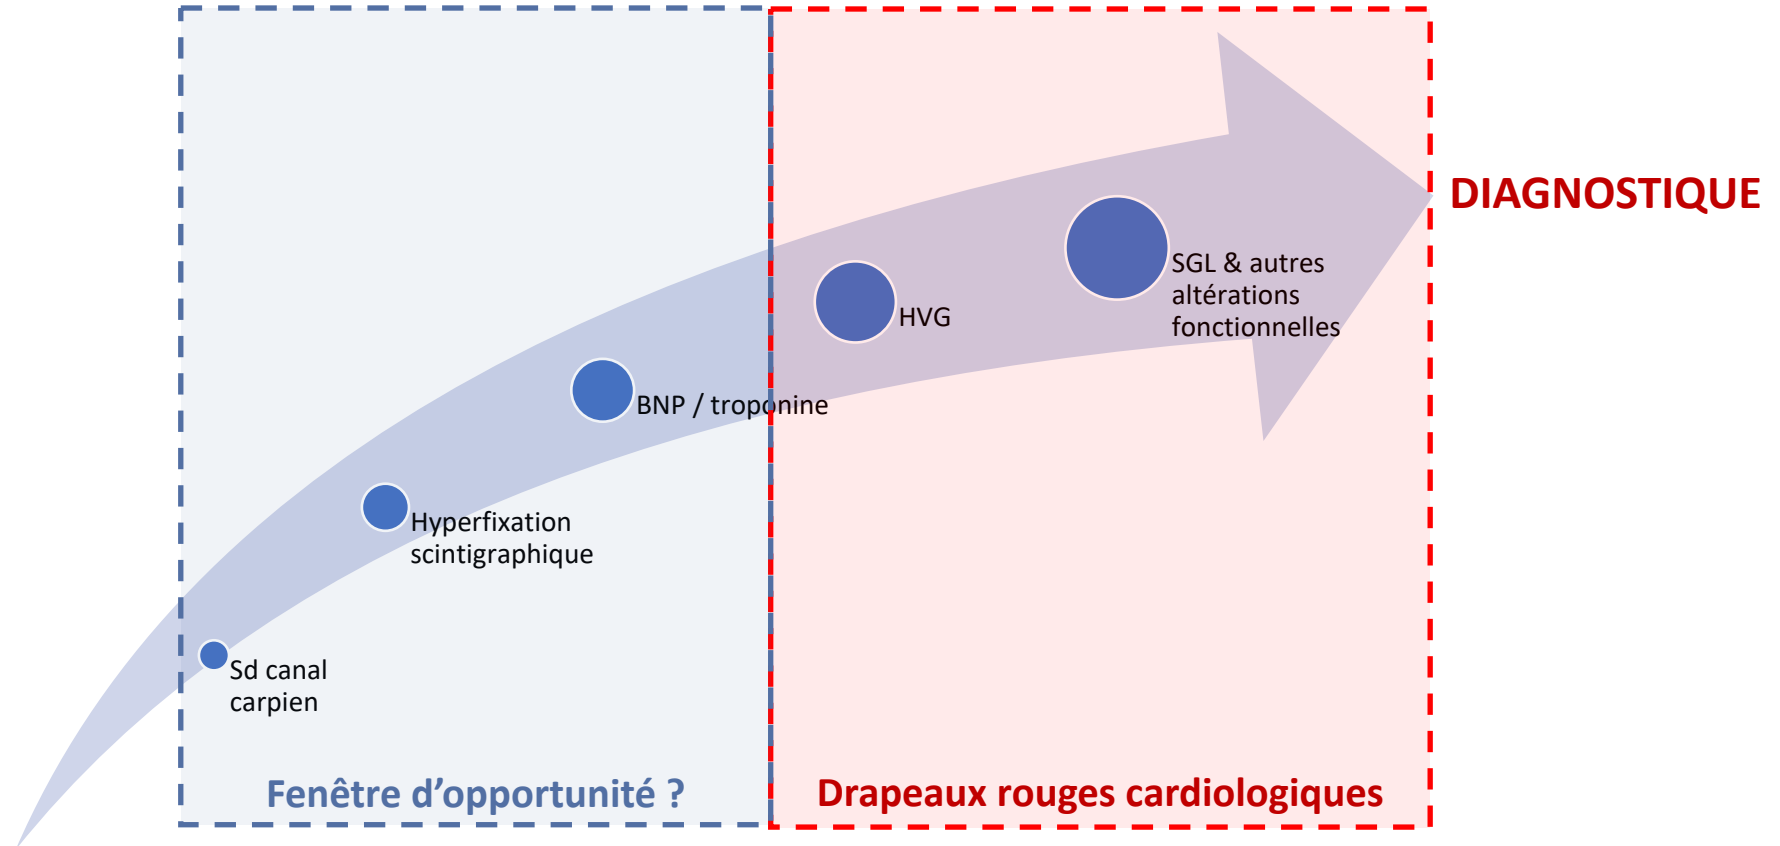 DIAGNOSTIQUE
SGL & autres
altérations
fonctionnelles
HVG
BNP / troponine
Hyperfixation
scintigraphique
Sd canal
carpien
Fenêtre d’opportunité ?
Drapeaux rouges cardiologiques